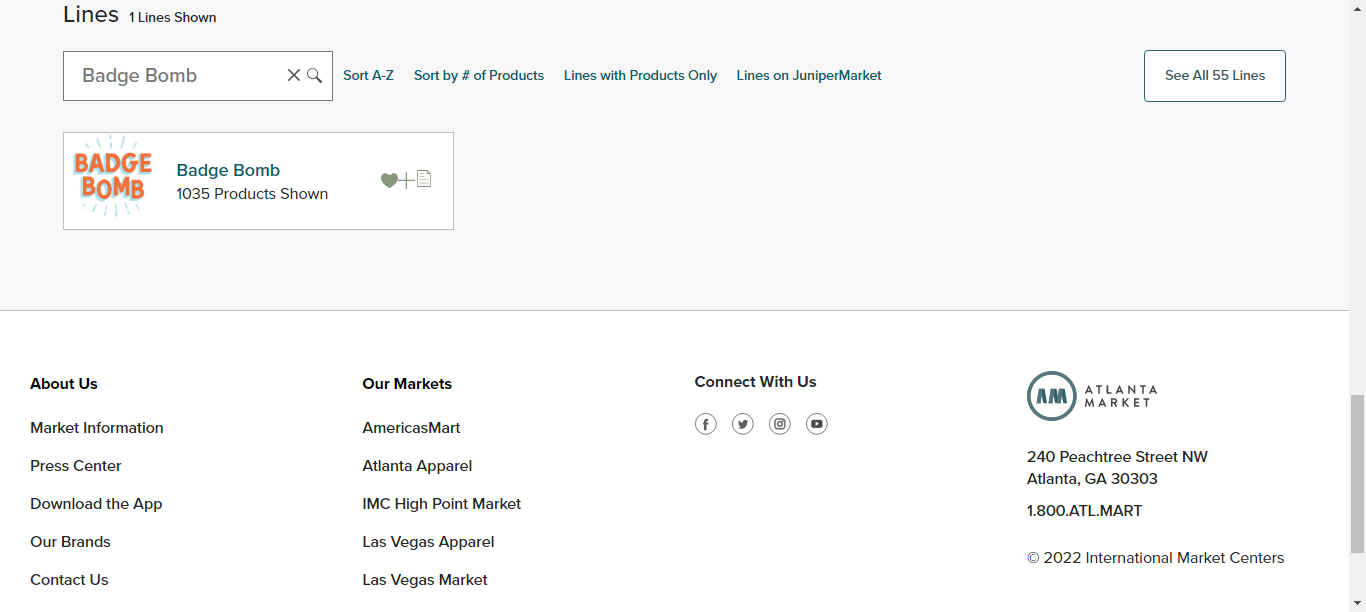 Lines 1 Lines Shown
Badge Bomb
Sort A-Z Sort by # of Products Lines with Products Only Lines on JuniperMarket
See All 55 Lines
BADGE
BOMB
Badge Bomb
1035 Products Shown
About Us
Market Information
Press Center
Download the App
Our Brands
Contact Us
Our Markets
AmericasMart
Atlanta Apparel
IMC High Point Market
Las Vegas Apparel
Las Vegas Market
Connect With Us
AM ATLANTA
MARKET
240 Peachtree Street NW
Atlanta, GA 30303
1.800.ATL.MART
© 2022 International Market Centers